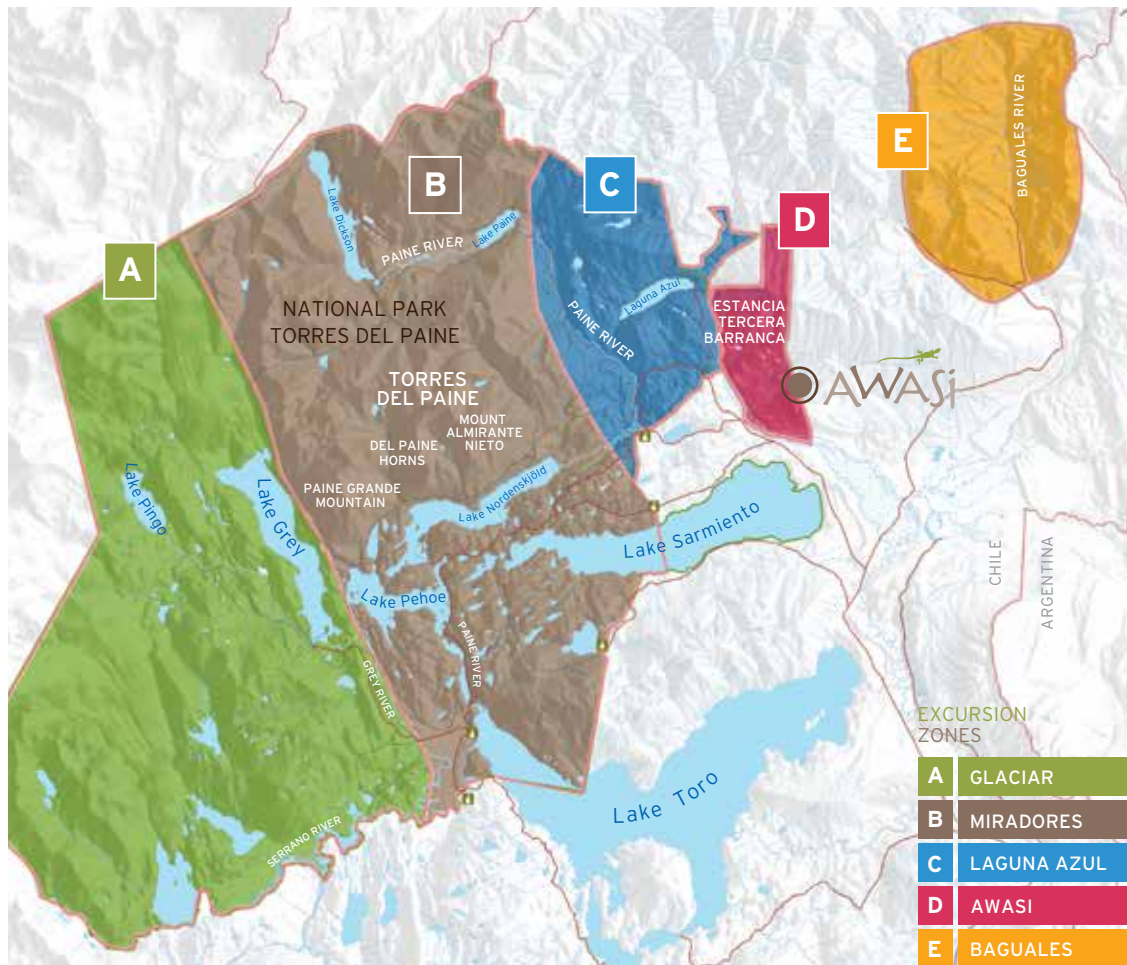 E
BAGUALES RIVER
B
C
D
A
Lake Dickson
PAINE RIVER
Lake Paine
Laguna Azul
PAINE RIVER
ESTANCIA
TERCERA
BARRANCA
NATIONAL PARK
TORRES DEL PAINE
AWASi
TORRES
DEL PAINE
MOUNT
ALMIRANTE
NIETO
DEL PAINE
HORNS
PAINE GRANDE
MOUNTAIN
Lake Pingo
Lake Grey
Lake Nordenskjöld
Lake Sarmiento
CHILE
ARGENTINA
Lake Pehoe
PAINE RIVER
GREY RIVER
Lake Toro
SERRANO RIVER
EXCURSION
ZONES
A GLACIAR
B MIRADORES
C LAGUNA AZUL
D AWASI
E BAGUALES